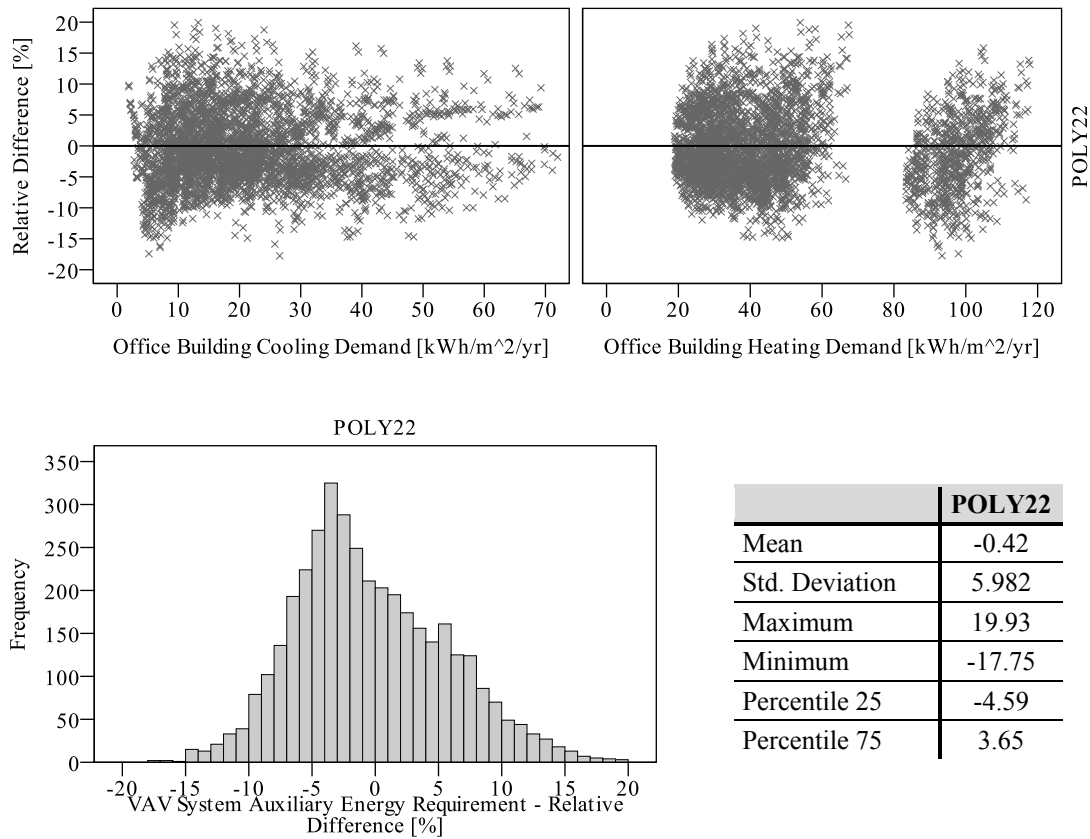 20
15
10
5
0
-5
-10
-15
-20
Relative Difference [%]
0 10 20 30 40 50 60 70
Office Building Cooling Demand [kWh/m^2/yr]
0 20 40 60 80 100 120
Office Building Heating Demand [kWh/m^2/yr]
POLY22
POLY22
350
300
250
200
150
100
50
0
Frequency
-20 -15 -10 -5 0 5 10 15 20
VAV System Auxiliary Energy Requirement - Relative
Difference [%]
POLY22
Mean -0.42
Std. Deviation 5.982
Maximum 19.93
Minimum -17.75
Percentile 25 -4.59
Percentile 75 3.65